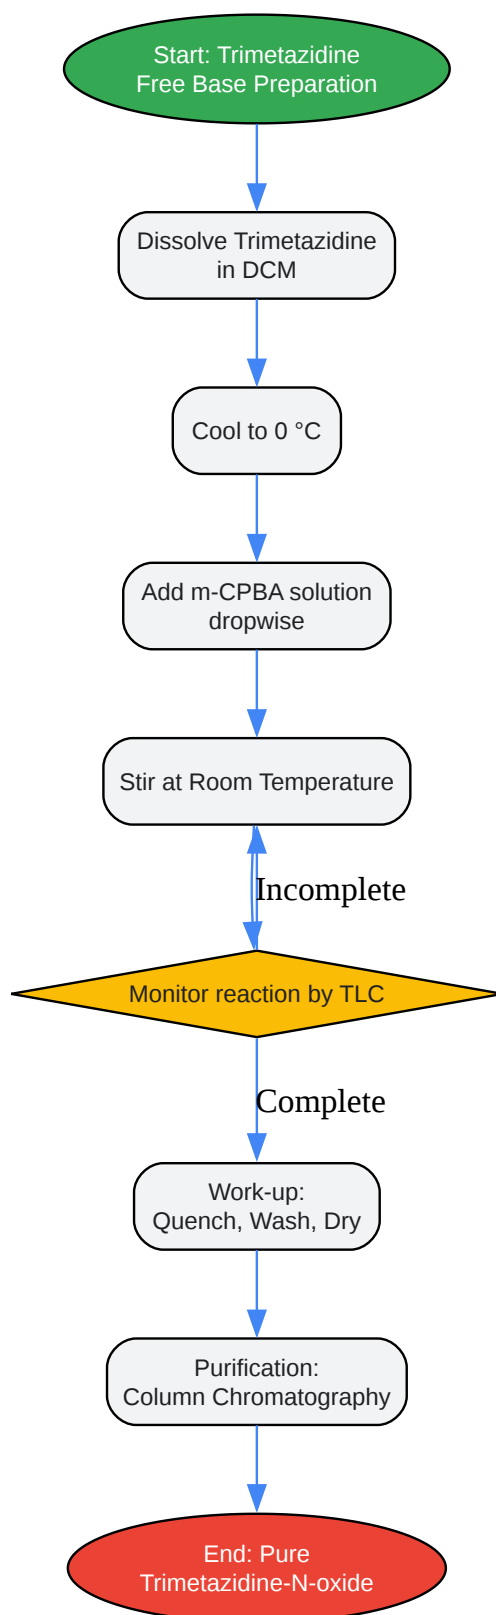 Start: Trimetazidine
Free Base Preparation
Dissolve Trimetazidine
in DCM
Cool to 0 °C
Add m-CPBA solution
dropwise
Stir at Room Temperature
Incomplete
Monitor reaction by TLC
Complete
Work-up:
Quench, Wash, Dry
Purification:
Column Chromatography
End: Pure
Trimetazidine-N-oxide